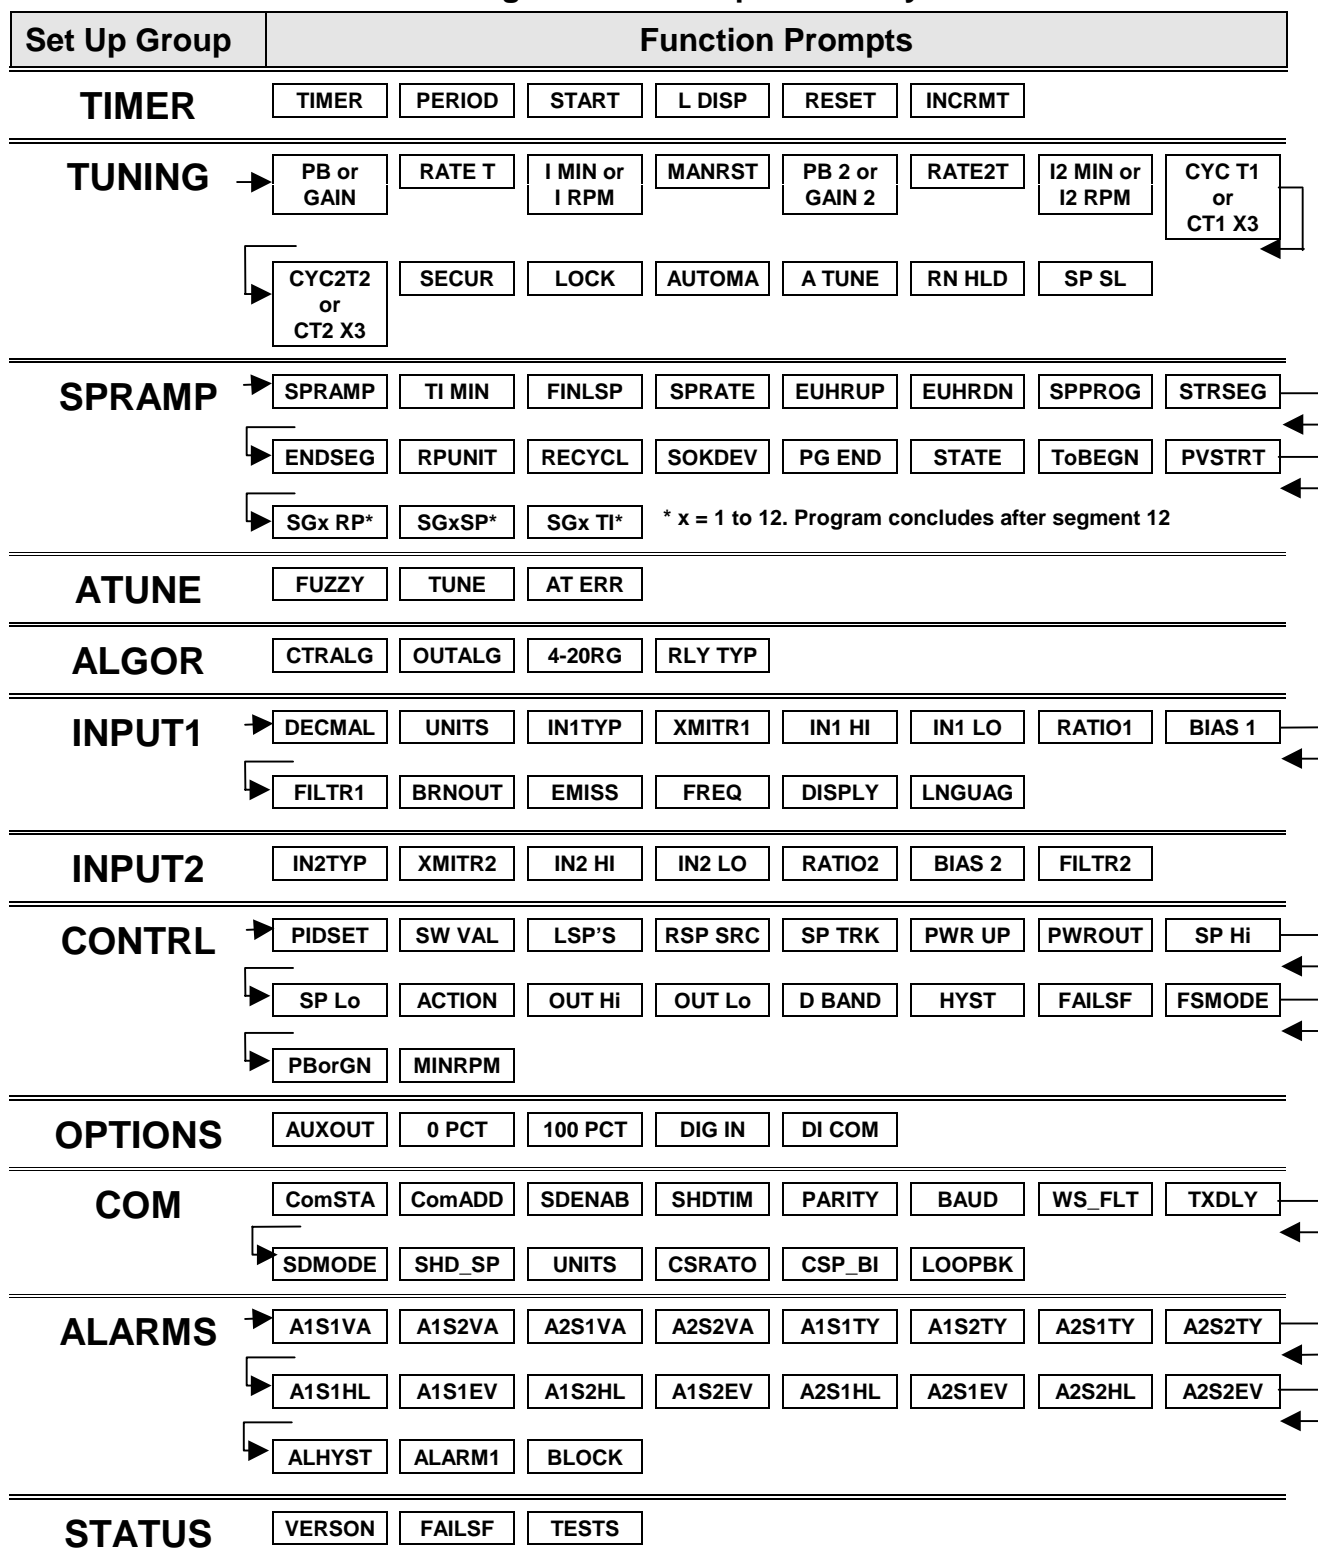 Set Up Group Function Prompts
TIMER TIMER PERIOD START L DISP RESET INCRMT
TUNING PB or GAIN RATE T I MIN or I RPM MANRST PB 2 or GAIN 2 RATE2T I2 MIN or I2 RPM CYC T1 or CT1 X3
CYC2T2 or CT2 X3 SECUR LOCK AUTOMA A TUNE RN HLD SP SL
SPRAMP SPRAMP TI MIN FINLSP SPRATE EUHRUP EUHRDN SPPROG STRSEG
ENDSEG RPUNIT RECYCL SOKDEV PG END STATE ToBEGN PVSTRT
SGx RP* SGxSP* SGx TI* * x = 1 to 12. Program concludes after segment 12
ATUNE FUZZY TUNE AT ERR
ALGOR CTRALG OUTALG 4-20RG RLY TYP
INPUT1 DECMAL UNITS IN1TYP XMITR1 IN1 HI IN1 LO RATIO1 BIAS 1
FILTR1 BRNOUT EMISS FREQ DISPLY LNGUAG
INPUT2 IN2TYP XMITR2 IN2 HI IN2 LO RATIO2 BIAS 2 FILTR2
CONTRL PIDSET SW VAL LSP'S RSP SRC SP TRK PWR UP PWROUT SP Hi
SP Lo ACTION OUT Hi OUT Lo D BAND HYST FAILSF FSMODE
PBorGN MINRPM
OPTIONS AUXOUT 0 PCT 100 PCT DIG IN DI COM
COM ComSTA ComADD SDENAB SHDTIM PARITY BAUD WS_FLT TXDLY
SDMODE SHD_SP UNITS CSRATO CSP_BI LOOPBK
ALARMS A1S1VA A1S2VA A2S1VA A2S2VA A1S1TY A1S2TY A2S1TY A2S2TY
A1S1HL A1S1EV A1S2HL A1S2EV A2S1HL A2S1EV A2S2HL A2S2EV
ALHYST ALARM1 BLOCK
STATUS VERSON FAILSF TESTS